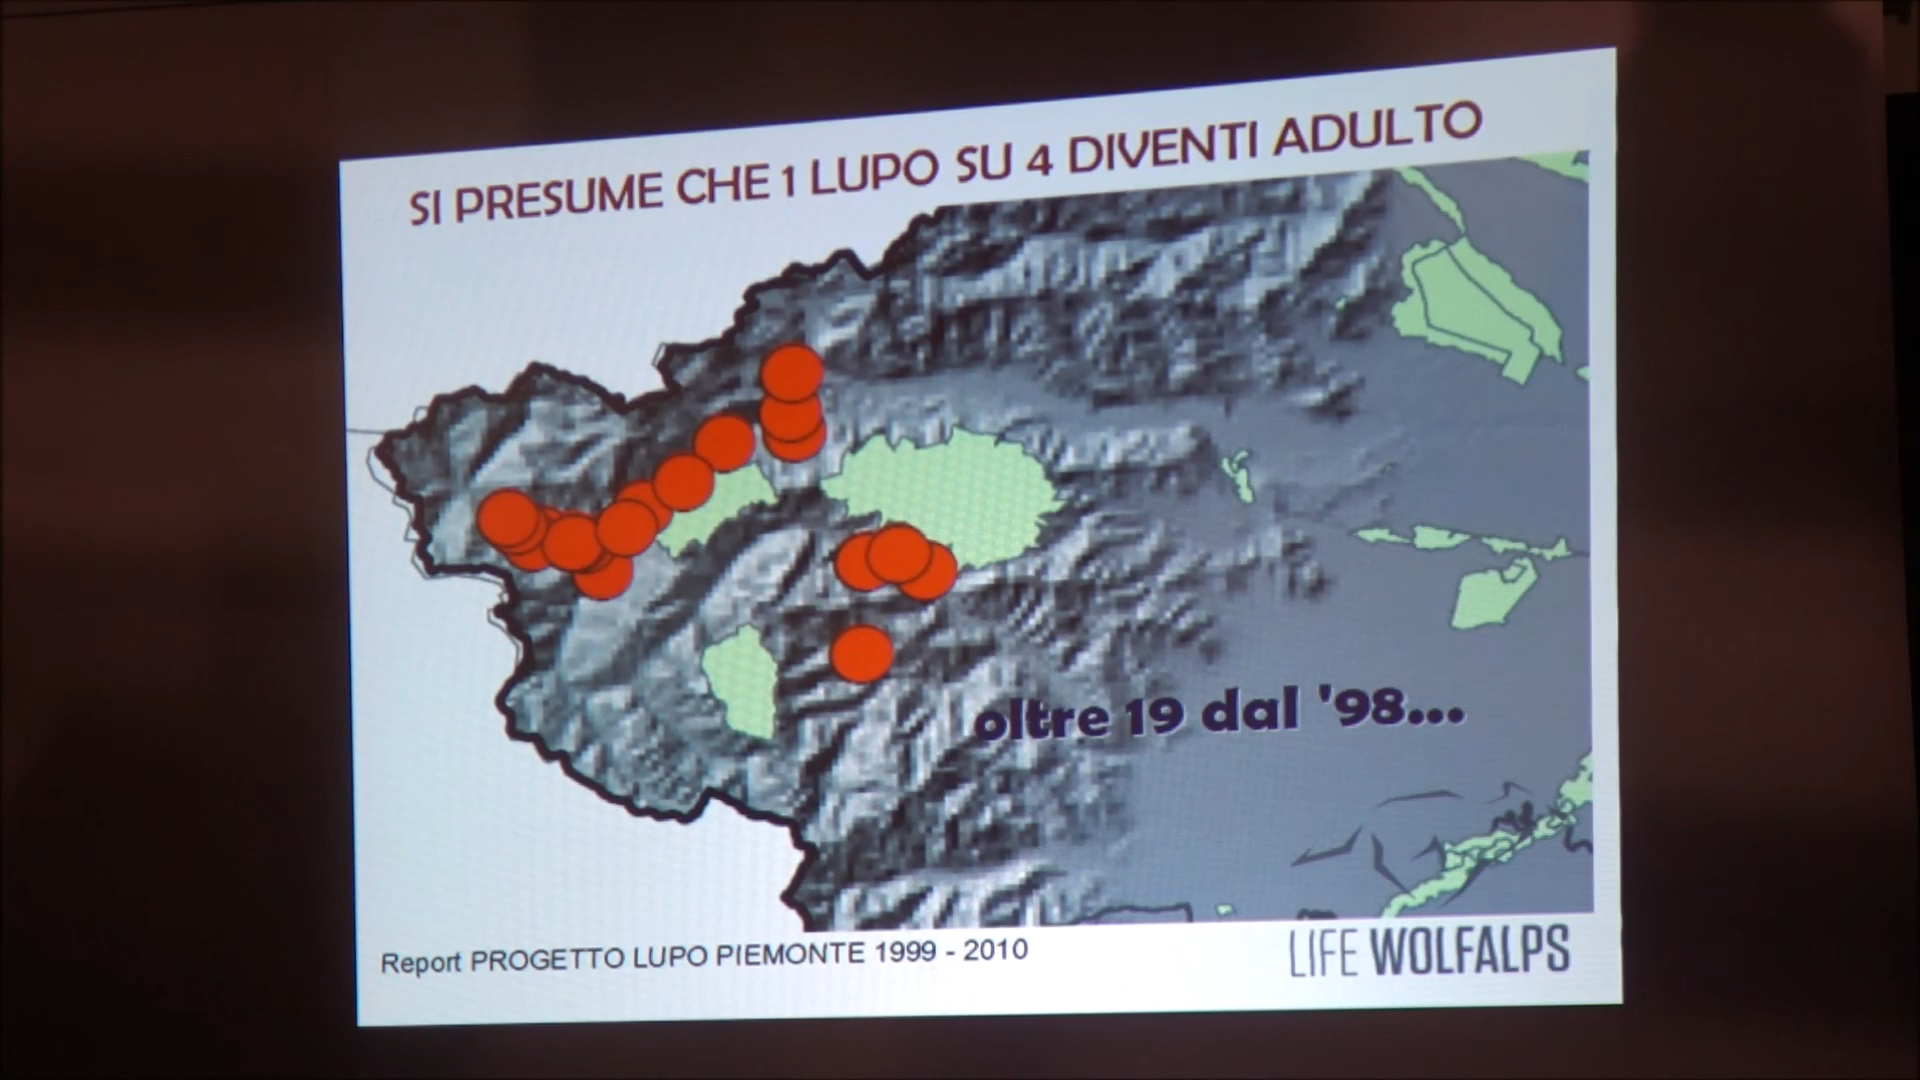 SI PRESUME CHE 1 LUPO SU 4 DIVENTI ADULTO
oltre 19 dal '98...
Report PROGETTO LUPO PIEMONTE 1999 - 2010
LIFE WOLFALPS